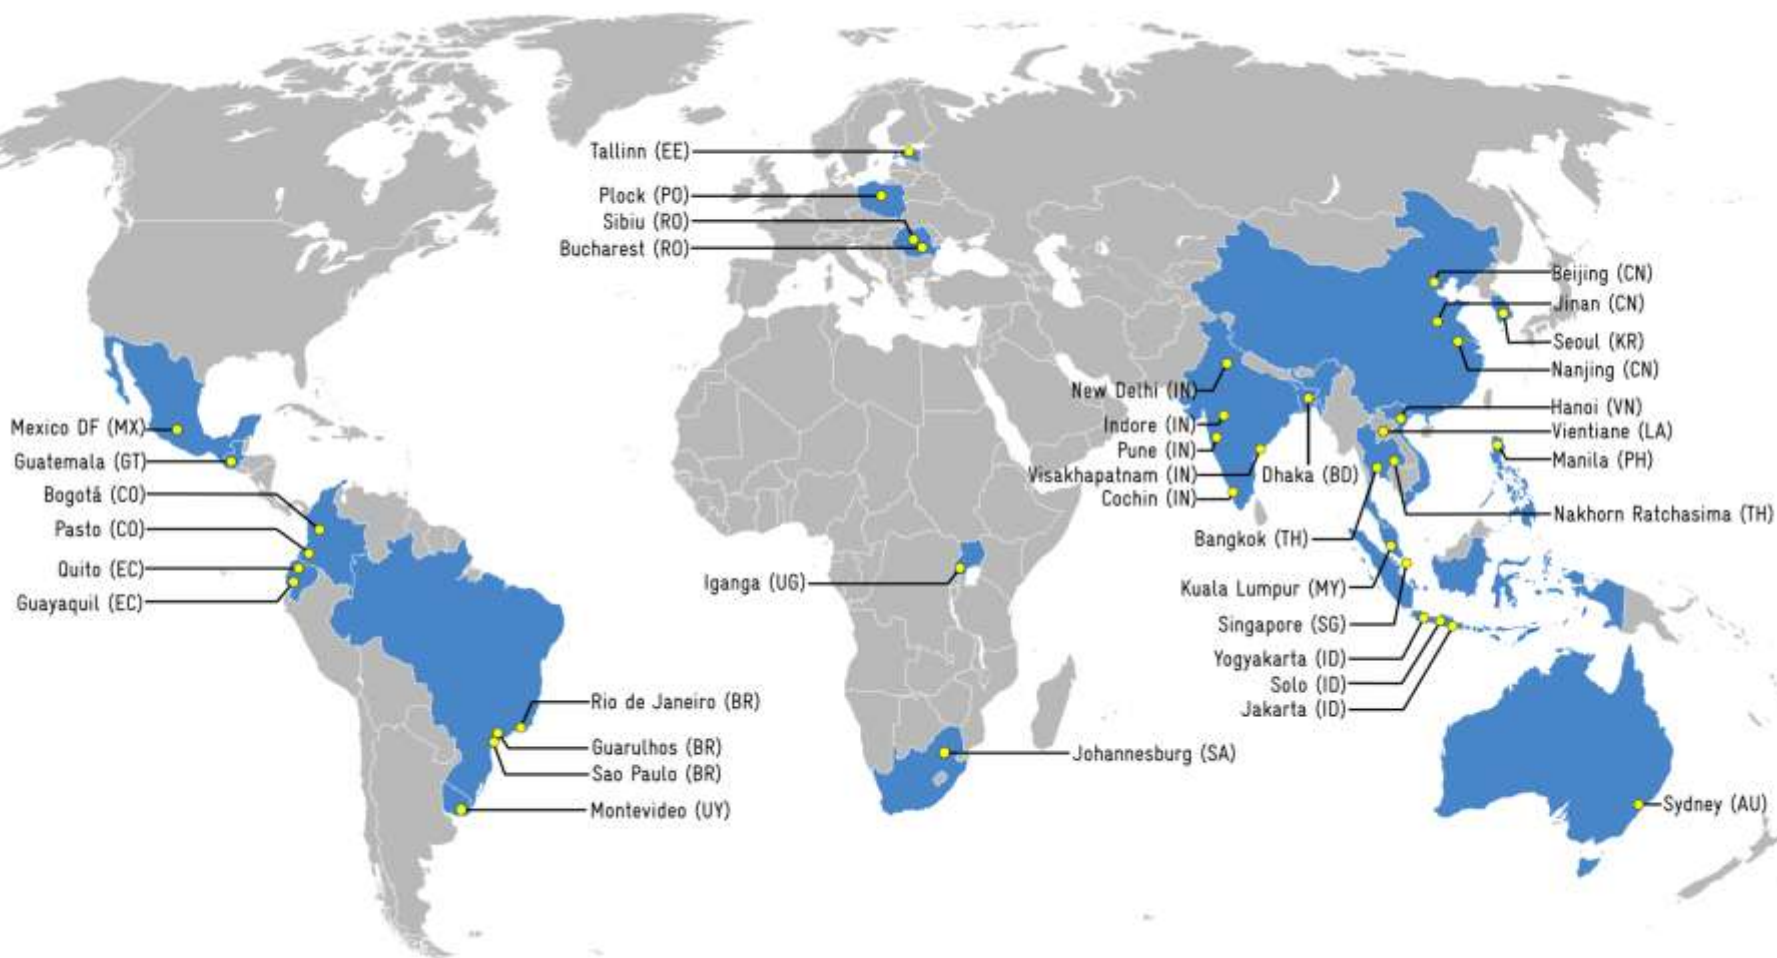 Tallinn (EE)
Plock (PO)
Sibiu (RO)
Bucharest (RO)
Beijing (CN)
Jinan (CN)
Seoul (KR)
Nanjing (CN)
New Delhi (IN)
Hanoi (VN)
Indore (IN)
Vientiane (LA)
Pune (IN)
Manila (PH)
Visakhapatnam (IN)
Dhaka (BD)
Cochin (IN)
Nakhorn Ratchasima (TH)
Bangkok (TH)
Mexico DF (MX)
Guatemala (GT)
Bogotá (CO)
Pasto (CO)
Quito (EC)
Guayaquil (EC)
Iganga (UG)
Kuala Lumpur (MY)
Singapore (SG)
Yogyakarta (ID)
Solo (ID)
Jakarta (ID)
Rio de Janeiro (BR)
Guarulhos (BR)
Sao Paulo (BR)
Montevideo (UY)
Johannesburg (SA)
Sydney (AU)